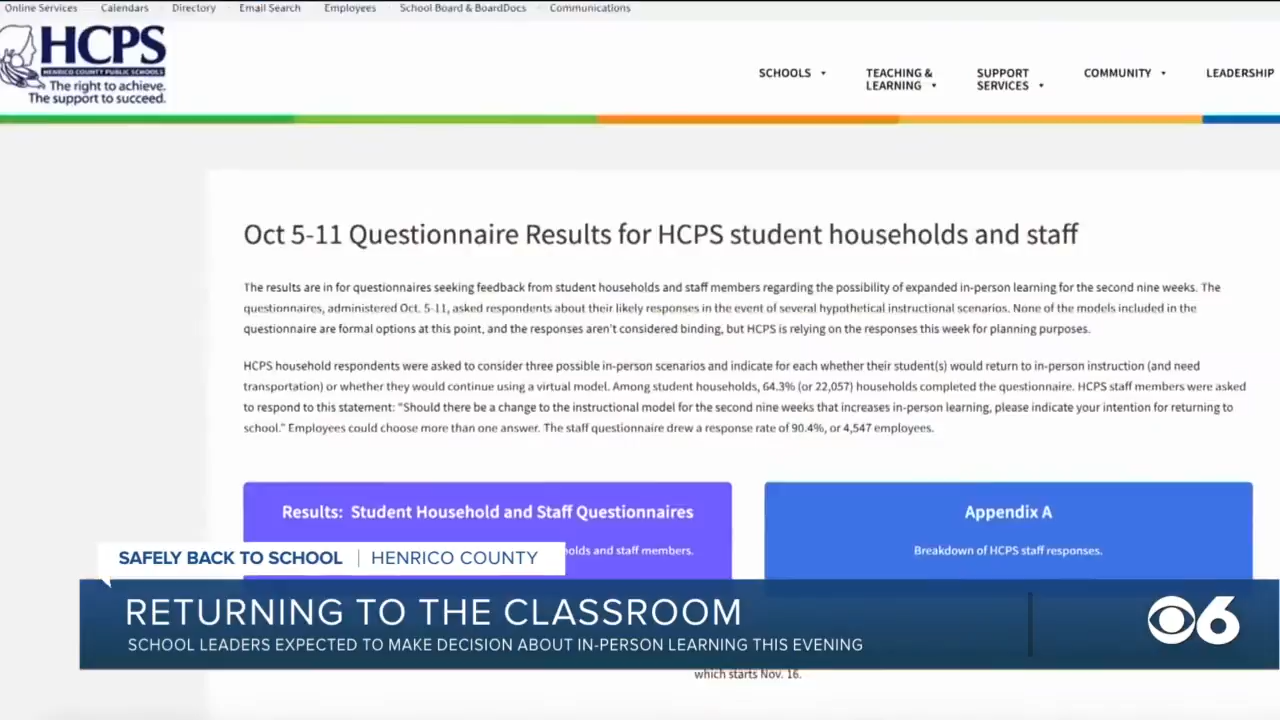 Online Services Calendars Directory Email Search Employees School Board & BoardDocs Communications
HCPS
HENRICO COUNTY PUBLIC SCHOOLS
The right to achieve.
The support to succeed.
SCHOOLS TEACHING & LEARNING SUPPORT SERVICES COMMUNITY LEADERSHIP
Oct 5-11 Questionnaire Results for HCPS student households and staff
The results are in for questionnaires seeking feedback from student households and staff members regarding the possibility of expanded in-person learning for the second nine weeks. The
questionnaires, administered Oct. 5-11, asked respondents about their likely responses in the event of several hypothetical instructional scenarios. None of the models included in the
questionnaire are formal options at this point, and the responses aren't considered binding, but HCPS is relying on the responses this week for planning purposes.
HCPS household respondents were asked to consider three possible in-person scenarios and indicate for each whether their student(s) would return to in-person instruction (and need
transportation) or whether they would continue using a virtual model. Among student households, 64.3% (or 22,057) households completed the questionnaire. HCPS staff members were asked
to respond to this statement: "Should there be a change to the instructional model for the second nine weeks that increases in-person learning, please indicate your intention for returning to
school." Employees could choose more than one answer. The staff questionnaire drew a response rate of 90.4%, or 4,547 employees.
Results: Student Household and Staff Questionnaires
and staff members.
Appendix A
Breakdown of HCPS staff responses.
SAFELY BACK TO SCHOOL | HENRICO COUNTY
RETURNING TO THE CLASSROOM
SCHOOL LEADERS EXPECTED TO MAKE DECISION ABOUT IN-PERSON LEARNING THIS EVENING
6
which starts Nov. 16.